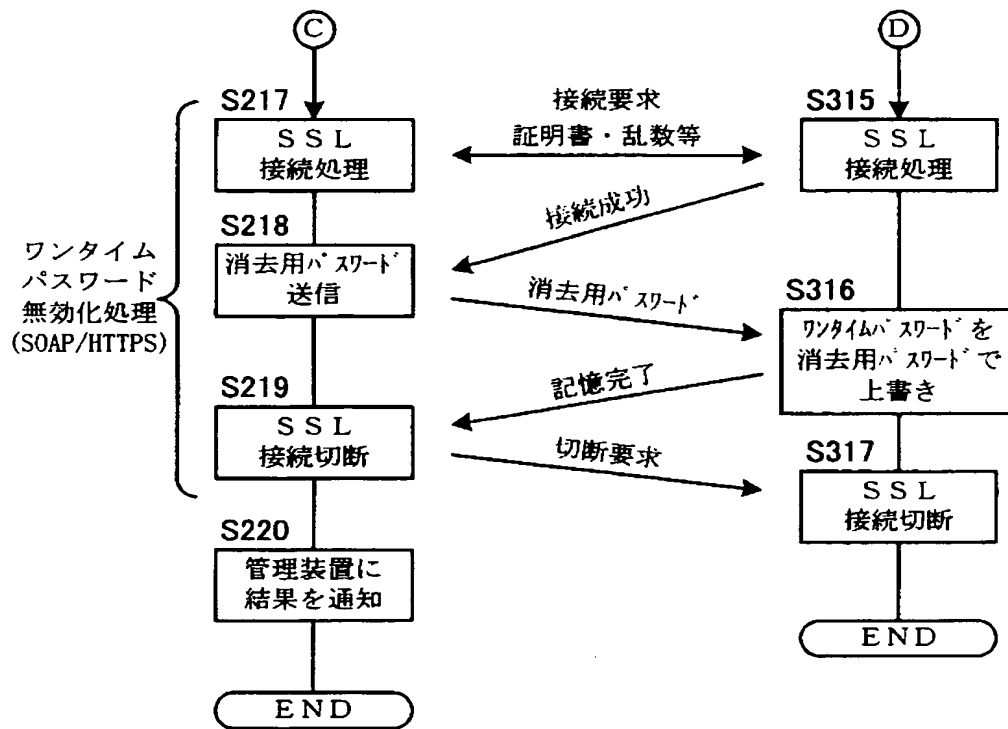 C
D
S217
S315
接続要求
証明書・乱数等
SSL
接続処理
SSL
接続処理
接続成功
S218
消去用パスワード
送信
ワンタイム
パスワード
無効化処理
(SOAP/HTTPS)
消去用パスワード
S316
ワンタイムパスワードを
消去用パスワードで
上書き
記憶完了
S219
SSL
接続切断
切断要求
S317
SSL
接続切断
S220
管理装置に
結果を通知
END
END